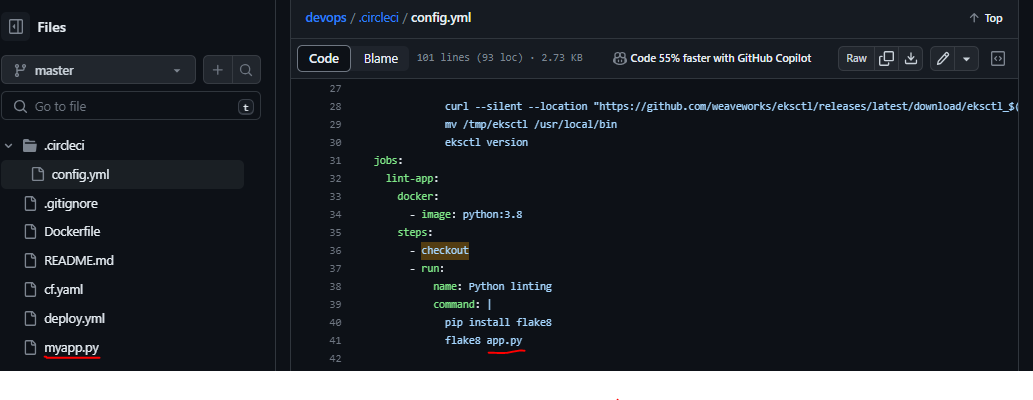 Files
master
Go to file
t
.circleci
config.yml
.gitignore
Dockerfile
README.md
cf.yaml
deploy.yml
myapp.py
devops / .circleci / config.yml
Top
Code
Blame
101 lines (93 loc) · 2.73 KB
Code 55% faster with GitHub Copilot
Raw
27
28 curl --silent --location "https://github.com/weaveworks/eksctl/releases/latest/download/eksctl_$(
29 mv /tmp/eksctl /usr/local/bin
30 eksctl version
31 jobs:
32 lint-app:
33 docker:
34 - image: python:3.8
35 steps:
36 - checkout
37 - run:
38 name: Python linting
39 command: |
40 pip install flake8
41 flake8 app.py
42